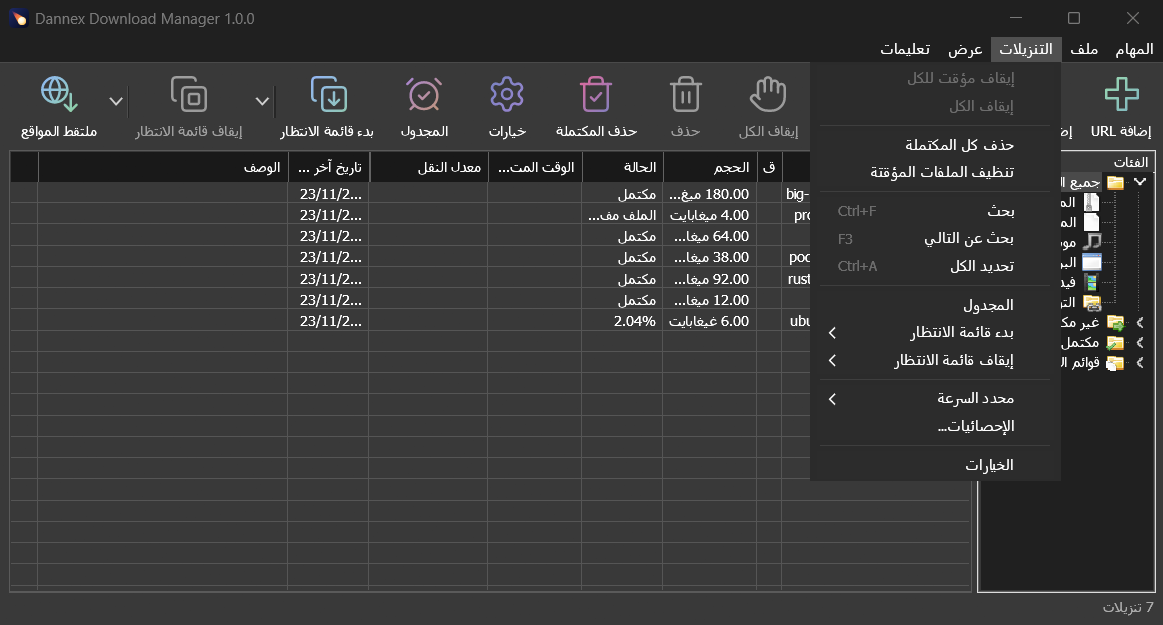 Dannex Download Manager 1.0.0
المهام
ملف
التنزيلات
عرض
تعليمات
إضافة URL
إيقاف الكل
حذف
حذف المكتملة
خيارات
المجدول
بدء قائمة الانتظار
إيقاف قائمة الانتظار
ملتقط المواقع
إيقاف مؤقت للكل
إيقاف الكل
حذف كل المكتملة
تنظيف الملفات المؤقتة
بحث Ctrl+F
بحث عن التالي F3
تحديد الكل Ctrl+A
المجدول
بدء قائمة الانتظار
إيقاف قائمة الانتظار
محدد السرعة
الإحصائيات...
الخيارات
الفئات
جميع
غير
مكتمل
قوائم
ق الحجم الحالة الوقت المت... معدل النقل تاريخ آخر ... الوصف
big- 180.00 ميغ... مكتمل 23/11/2...
4.00 ميغابايت الملف مف... 23/11/2...
64.00 ميغا... مكتمل 23/11/2...
38.00 ميغا... مكتمل 23/11/2...
rust 92.00 ميغا... مكتمل 23/11/2...
12.00 ميغا... مكتمل 23/11/2...
6.00 غيغابايت 2.04% 23/11/2...
7 تنزيلات